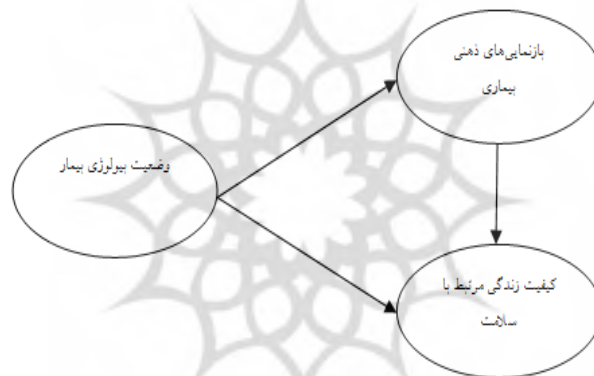 بازنمایی‌های ذهنی
بیماری
وضعیت بیولوژی بیمار
کیفیت زندگی مرتبط با
سلامت